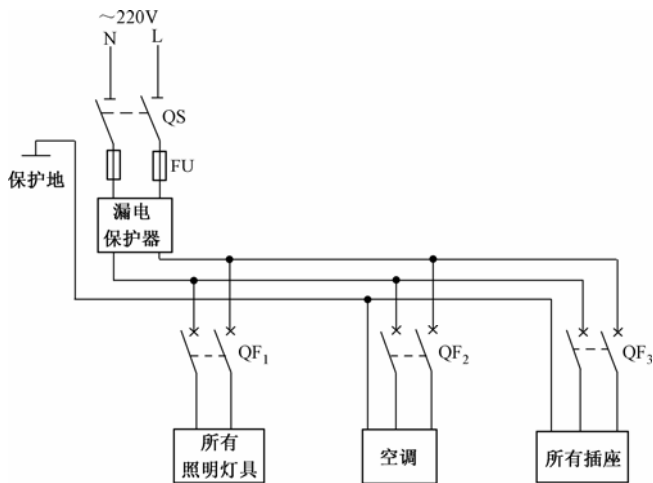 ～220V
N L
QS
FU
保护地
漏电
保护器
QF₁
QF₂
QF₃
所有
照明灯具
空调
所有插座